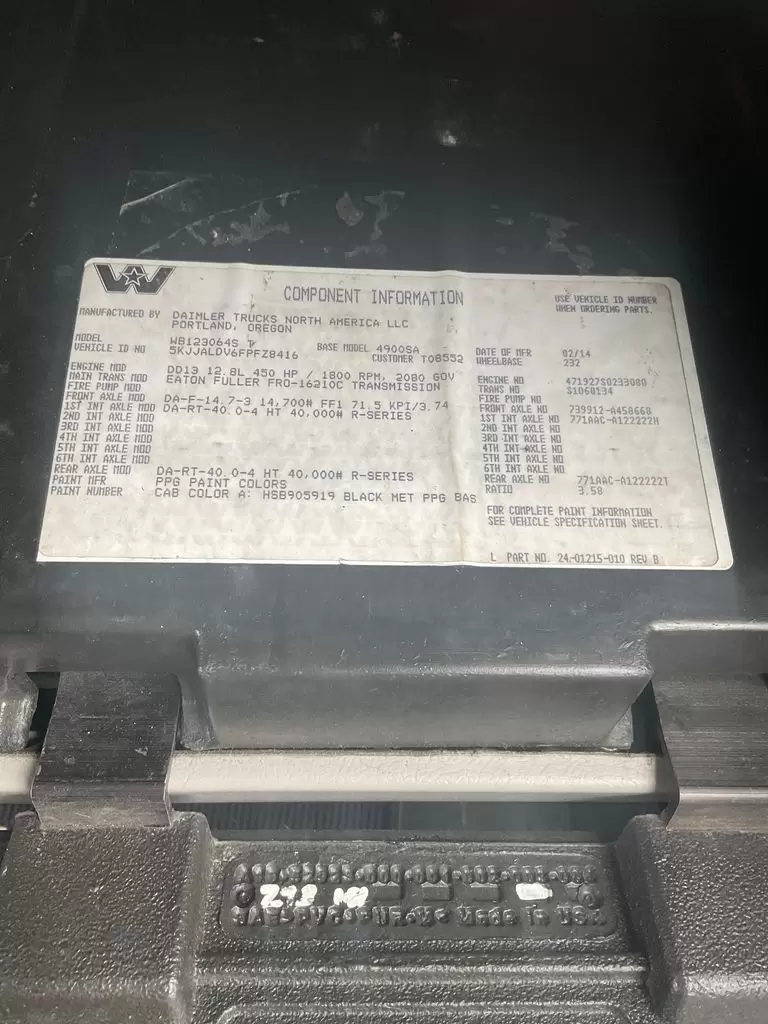 COMPONENT INFORMATION
USE VEHICLE ID NUMBER
WHEN ORDERING PARTS.
MANUFACTURED BY DAIMLER TRUCKS NORTH AMERICA LLC
PORTLAND, OREGON
MODEL WB123064S T BASE MODEL 4900SA DATE OF MFR 02/14
VEHICLE ID NO 5KJJALDV6FPFZ8416 CUSTOMER T08552 WHEELBASE 232
ENGINE MOD DD13 12.8L 450 HP / 1800 RPM, 2080 GOV ENGINE NO 471927S0233080
MAIN TRANS MOD EATON FULLER FRO-16210C TRANSMISSION TRANS NO S1060134
FIRE PUMP MOD FIRE PUMP NO
FRONT AXLE MOD DA-F-14.7-3 14,700# FF1 71.5 KPI/3.74 FRONT AXLE NO 739912-A458668
1ST INT AXLE MOD DA-RT-40.0-4 HT 40,000# R-SERIES 1ST INT AXLE NO 771AAC-A122222H
2ND INT AXLE MOD 2ND INT AXLE NO
3RD INT AXLE MOD 3RD INT AXLE NO
4TH INT AXLE MOD 4TH INT AXLE NO
5TH INT AXLE MOD 5TH INT AXLE NO
6TH INT AXLE MOD 6TH INT AXLE NO
REAR AXLE MOD DA-RT-40.0-4 HT 40,000# R-SERIES REAR AXLE NO 771AAC-A122222T
PAINT MFR PPG PAINT COLORS RATIO 3.58
PAINT NUMBER CAB COLOR A: HSB905919 BLACK MET PPG BAS
FOR COMPLETE PAINT INFORMATION
SEE VEHICLE SPECIFICATION SHEET.
L PART NO. 24-01215-010 REV B
Made in USA